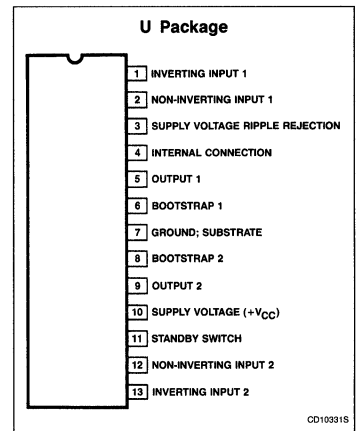 U Package
1 INVERTING INPUT 1
2 NON-INVERTING INPUT 1
3 SUPPLY VOLTAGE RIPPLE REJECTION
4 INTERNAL CONNECTION
5 OUTPUT 1
6 BOOTSTRAP 1
7 GROUND; SUBSTRATE
8 BOOTSTRAP 2
9 OUTPUT 2
10 SUPPLY VOLTAGE (+VCC)
11 STANDBY SWITCH
12 NON-INVERTING INPUT 2
13 INVERTING INPUT 2
CD10331S